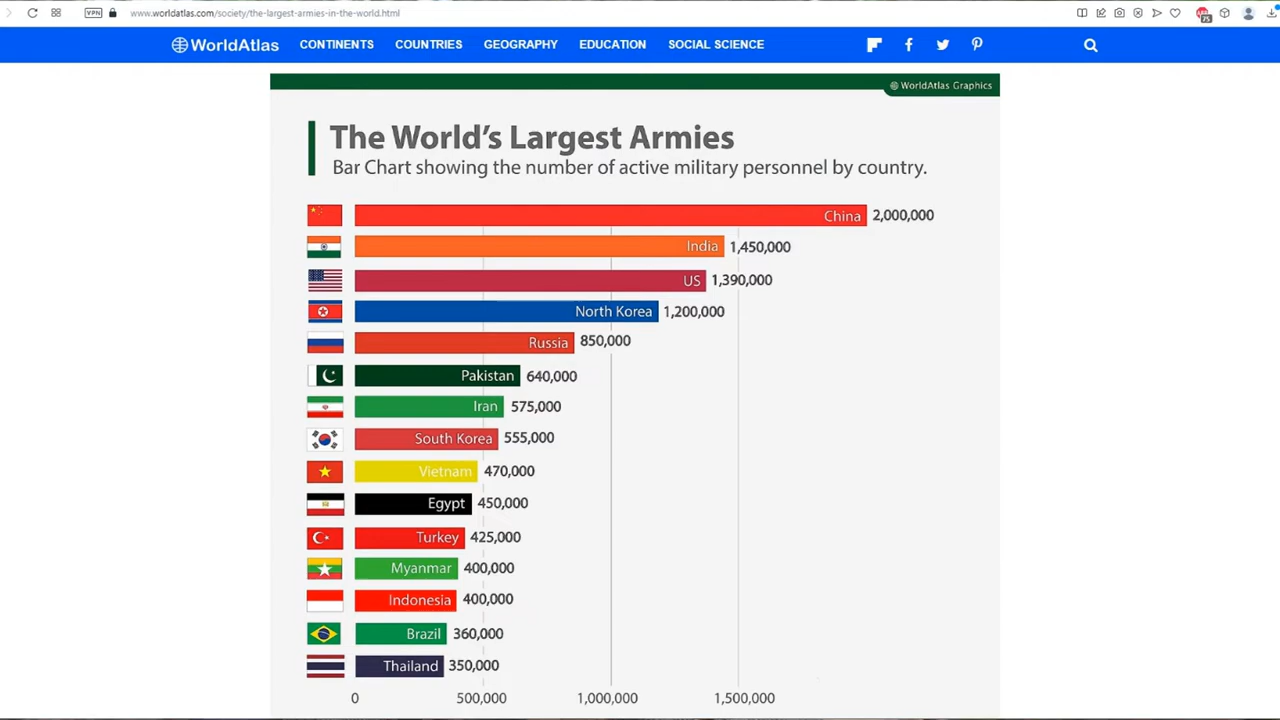 VPN www.worldatlas.com/society/the-largest-armies-in-the-world.html
75
WorldAtlas CONTINENTS COUNTRIES GEOGRAPHY EDUCATION SOCIAL SCIENCE
WorldAtlas Graphics
The World's Largest Armies
Bar Chart showing the number of active military personnel by country.
China 2,000,000
India 1,450,000
US 1,390,000
North Korea 1,200,000
Russia 850,000
Pakistan 640,000
Iran 575,000
South Korea 555,000
Vietnam 470,000
Egypt 450,000
Turkey 425,000
Myanmar 400,000
Indonesia 400,000
Brazil 360,000
Thailand 350,000
0 500,000 1,000,000 1,500,000